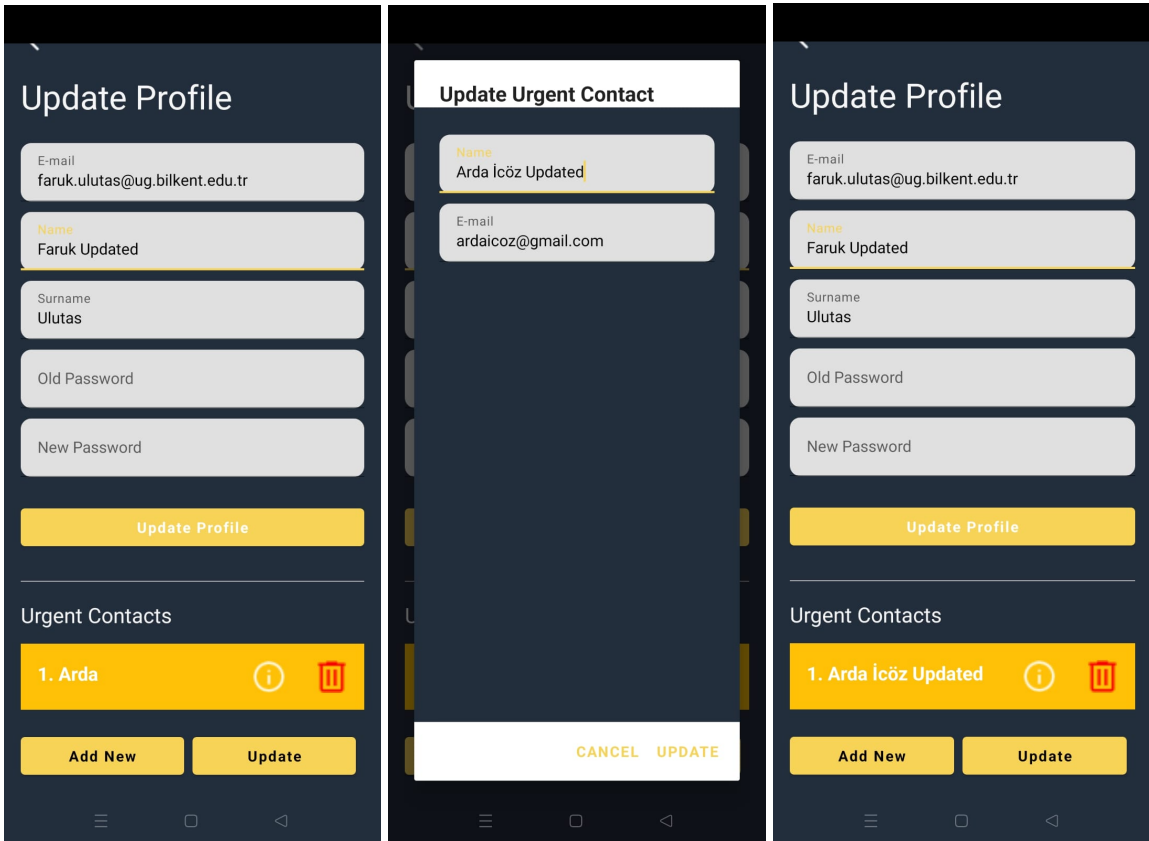 Update Profile
E-mail
faruk.ulutas@ug.bilkent.edu.tr
Name
Faruk Updated
Surname
Ulutas
Old Password
New Password
Update Profile
Urgent Contacts
1. Arda
Add New
Update
Update Urgent Contact
Name
Arda İcöz Updated
E-mail
ardaicoz@gmail.com
CANCEL
UPDATE
Update Profile
E-mail
faruk.ulutas@ug.bilkent.edu.tr
Name
Faruk Updated
Surname
Ulutas
Old Password
New Password
Update Profile
Urgent Contacts
1. Arda İcöz Updated
Add New
Update